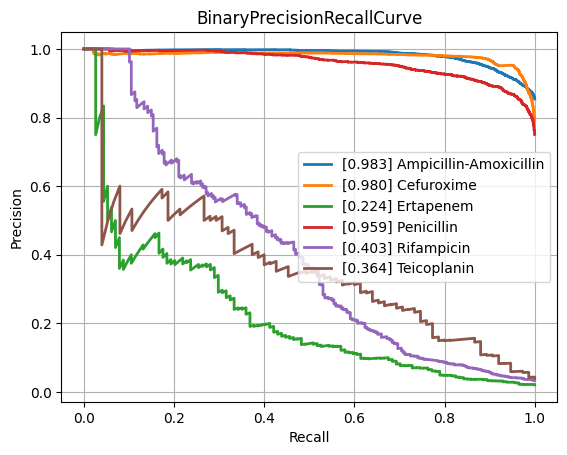 BinaryPrecisionRecallCurve
1.0
0.8
0.6
0.4
0.2
0.0
Precision
[0.983] Ampicillin-Amoxicillin
[0.980] Cefuroxime
[0.224] Ertapenem
[0.959] Penicillin
[0.403] Rifampicin
[0.364] Teicoplanin
0.0 0.2 0.4 0.6 0.8 1.0
Recall